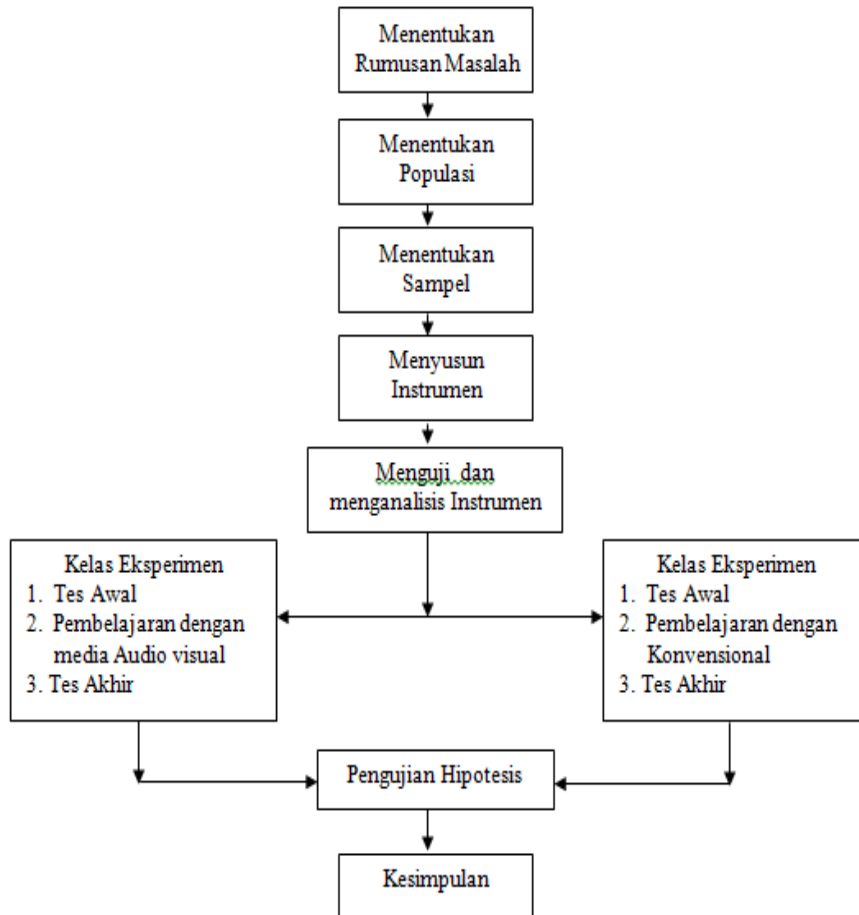 Menentukan
Rumusan Masalah
Menentukan
Populasi
Menentukan
Sampel
Menyusun
Instrumen
Menguji dan
menganalisis Instrumen
Kelas Eksperimen
1. Tes Awal
2. Pembelajaran dengan
media Audio visual
3. Tes Akhir
Kelas Eksperimen
1. Tes Awal
2. Pembelajaran dengan
Konvensional
3. Tes Akhir
Pengujian Hipotesis
Kesimpulan